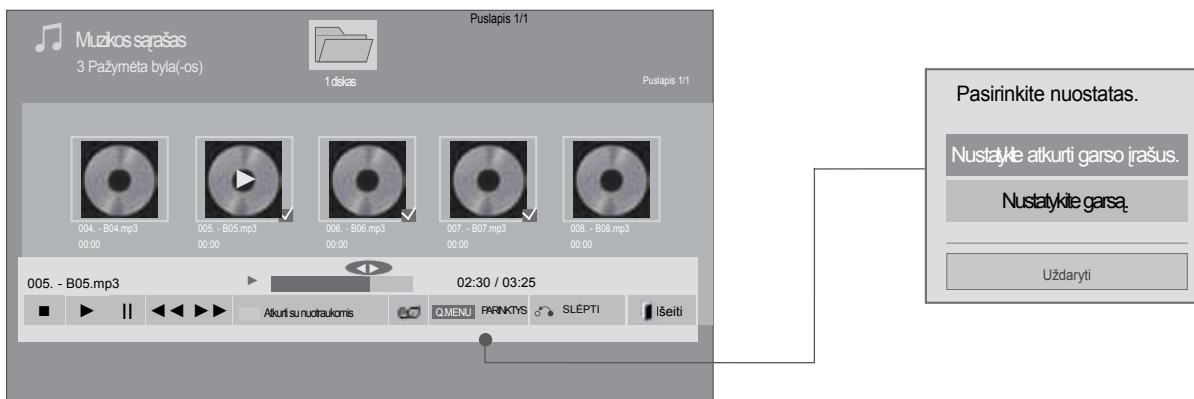 Puslapis 1/1
Muzikos sąrašas
3 Pažymėta byla(-os)
1 diskas
Puslapis 1/1
004. - B04.mp3
00:00
005. - B05.mp3
00:00
006. - B06.mp3
00:00
007. - B07.mp3
00:00
008. - B08.mp3
00:00
005. - B05.mp3
02:30 / 03:25
Atkurti su nuotraukomis
Q.MENU PARINKTYS
SLĖPTI
Išeiti
Pasirinkite nuostatas.
Nustatykite atkurti garso įrašus.
Nustatykite garsą.
Uždaryti